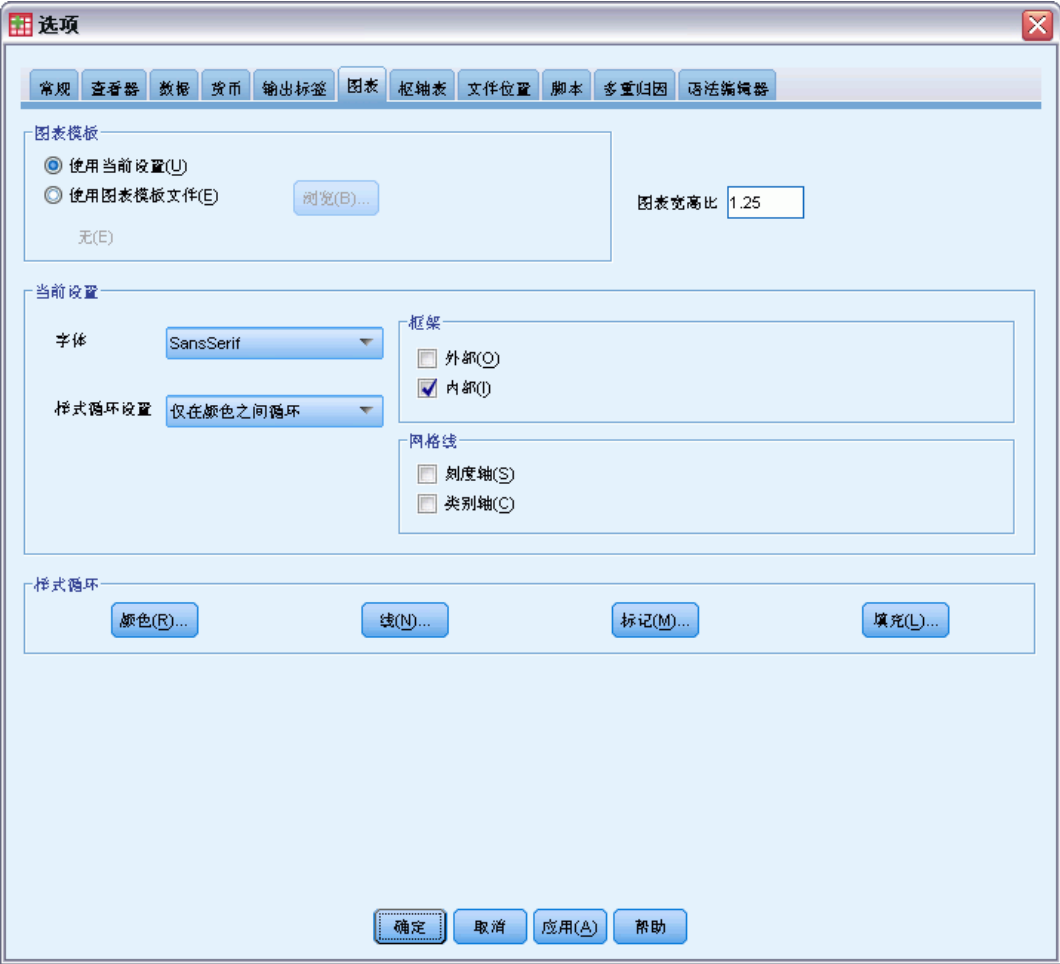 选项
常规 查看器 数据 货币 输出标签 图表 枢轴表 文件位置 脚本 多重归因 语法编辑器
图表模板
使用当前设置(U)
使用图表模板文件(E) 浏览(B)...
无(E)
图表宽高比 1.25
当前设置
字体 SansSerif
样式循环设置 仅在颜色之间循环
框架
外部(O)
内部(I)
网格线
刻度轴(S)
类别轴(C)
样式循环
颜色(R)... 线(N)... 标记(M)... 填充(L)...
确定 取消 应用(A) 帮助